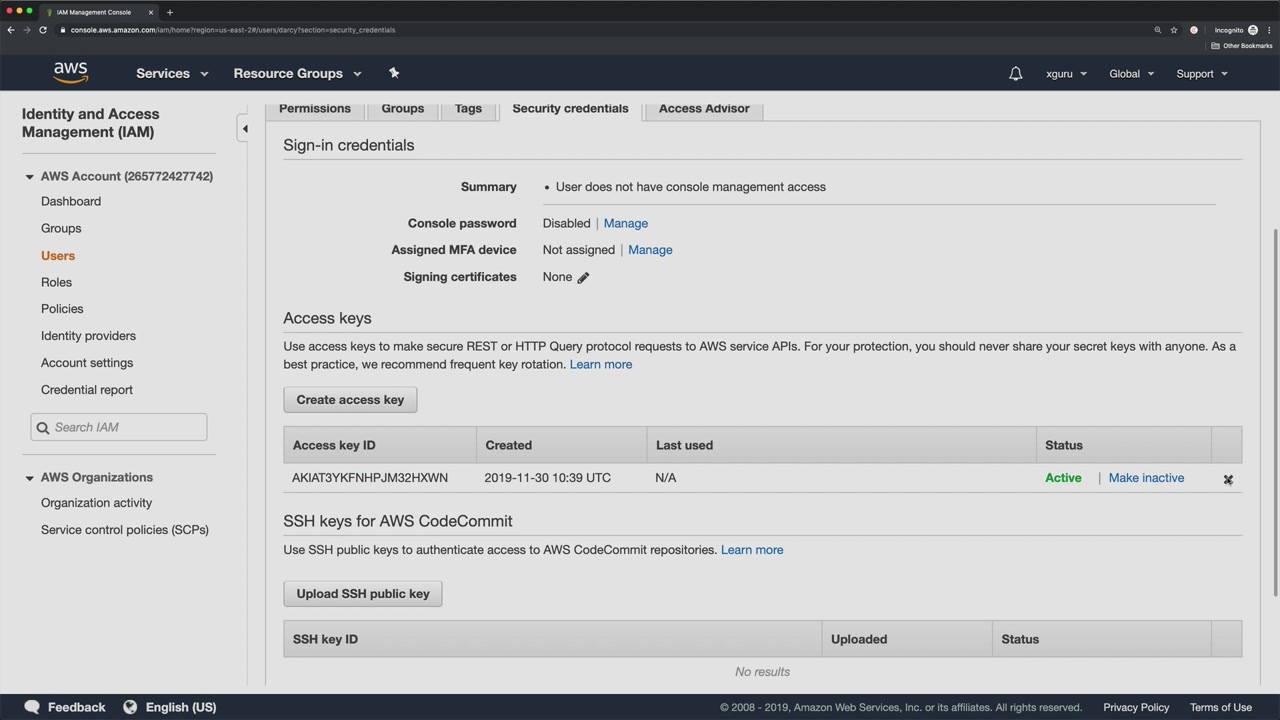 IAM Management Console
console.aws.amazon.com/iam/home?region=us-east-2#/users/darcy?section=security_credentials
Incognito
Other Bookmarks
aws
Services
Resource Groups
xguru
Global
Support
Identity and Access
Management (IAM)
AWS Account (265772427742)
Dashboard
Groups
Users
Roles
Policies
Identity providers
Account settings
Credential report
Search IAM
AWS Organizations
Organization activity
Service control policies (SCPs)
Permissions Groups Tags Security credentials Access Advisor
Sign-in credentials
Summary • User does not have console management access
Console password Disabled | Manage
Assigned MFA device Not assigned | Manage
Signing certificates None
Access keys
Use access keys to make secure REST or HTTP Query protocol requests to AWS service APIs. For your protection, you should never share your secret keys with anyone. As a
best practice, we recommend frequent key rotation. Learn more
Create access key
Access key ID Created Last used Status
AKIAT3YKFNHPJM32HXWN 2019-11-30 10:39 UTC N/A Active | Make inactive
SSH keys for AWS CodeCommit
Use SSH public keys to authenticate access to AWS CodeCommit repositories. Learn more
Upload SSH public key
SSH key ID Uploaded Status
No results
Feedback English (US) © 2008 - 2019, Amazon Web Services, Inc. or its affiliates. All rights reserved. Privacy Policy Terms of Use